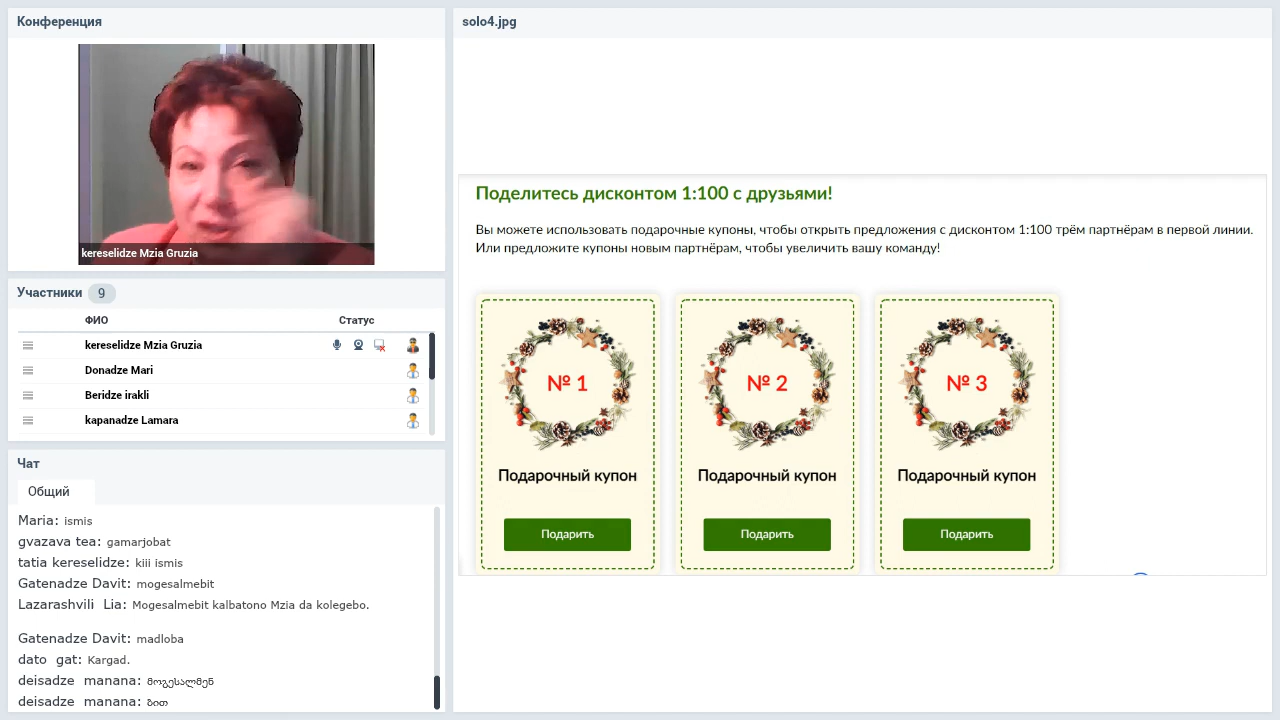 Конференция
kereselidze Mzia Gruzia
Участники 9
ФИО Статус
kereselidze Mzia Gruzia
Donadze Mari
Beridze irakli
kapanadze Lamara
Чат
Общий
Maria: ismis
gvazava tea: gamarjobat
tatia kereselidze: kiii ismis
Gatenadze Davit: mogesalmebit
Lazarashvili Lia: Mogesalmebit kalbatono Mzia da kolegebo.
Gatenadze Davit: madloba
dato gat: Kargad.
deisadze manana: მოგესალმენ
deisadze manana: ბით
solo4.jpg
Поделитесь дисконтом 1:100 с друзьями!
Вы можете использовать подарочные купоны, чтобы открыть предложения с дисконтом 1:100 трём партнёрам в первой линии.
Или предложите купоны новым партнёрам, чтобы увеличить вашу команду!
№ 1 № 2 № 3
Подарочный купон Подарочный купон Подарочный купон
Подарить Подарить Подарить